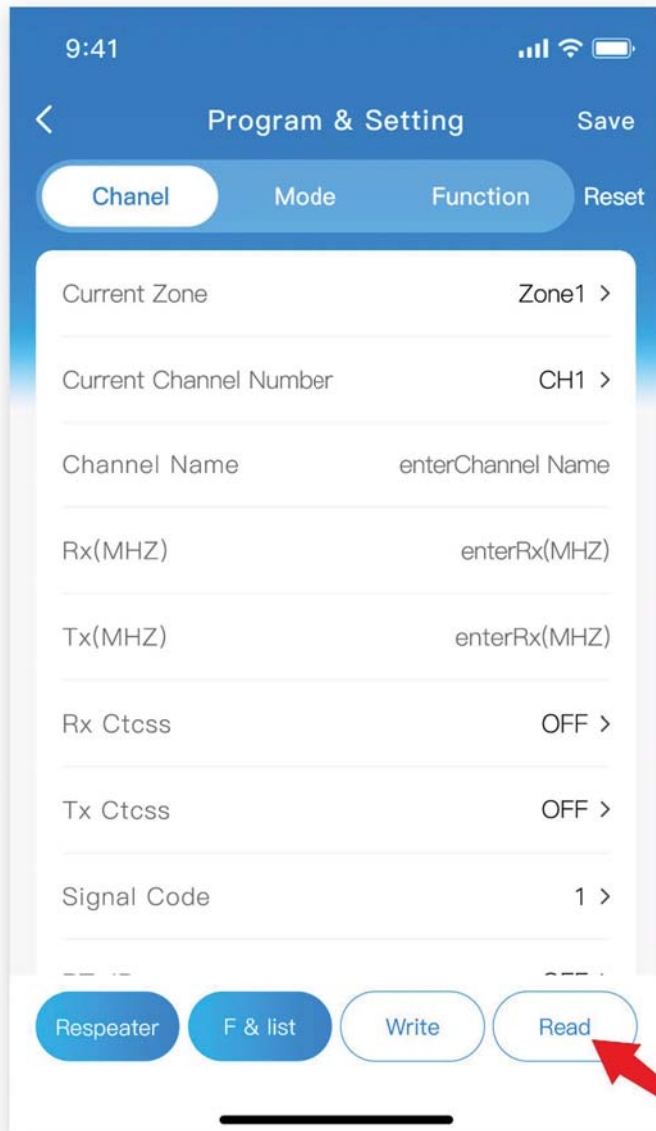 9:41
Program & Setting Save
Chanel Mode Function Reset
Current Zone Zone1 >
Current Channel Number CH1 >
Channel Name enterChannel Name
Rx(MHZ) enterRx(MHZ)
Tx(MHZ) enterRx(MHZ)
Rx Ctcss OFF >
Tx Ctcss OFF >
Signal Code 1 >
Respeater F & list Write Read